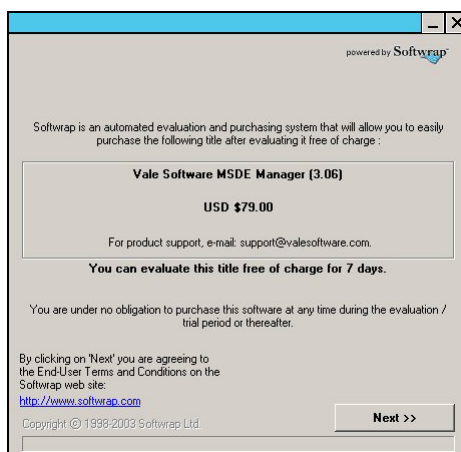 powered by Softwrap
Softwrap is an automated evaluation and purchasing system that will allow you to easily
purchase the following title after evaluating it free of charge :
Vale Software MSDE Manager (3.06)
USD $79.00
For product support, e-mail: support@valesoftware.com.
You can evaluate this title free of charge for 7 days.
You are under no obligation to purchase this software at any time during the evaluation /
trial period or thereafter.
By clicking on 'Next' you are agreeing to
the End-User Terms and Conditions on the
Softwrap web site:
http://www.softwrap.com
Next >>
Copyright © 1998-2003 Softwrap Ltd.